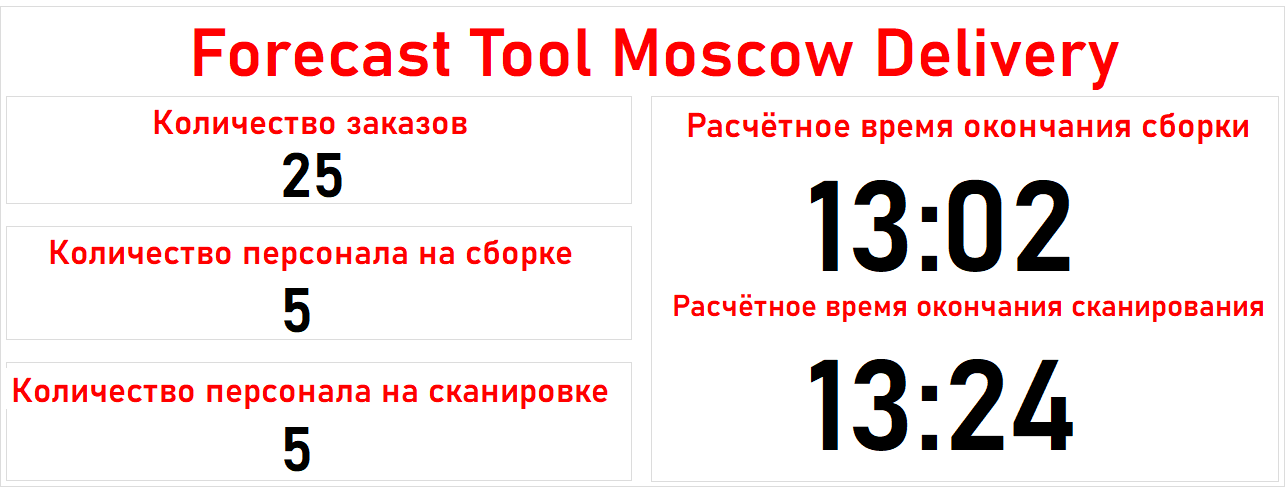 Forecast Tool Moscow Delivery
Количество заказов
25
Количество персонала на сборке
5
Количество персонала на сканировке
5
Расчётное время окончания сборки
13:02
Расчётное время окончания сканирования
13:24